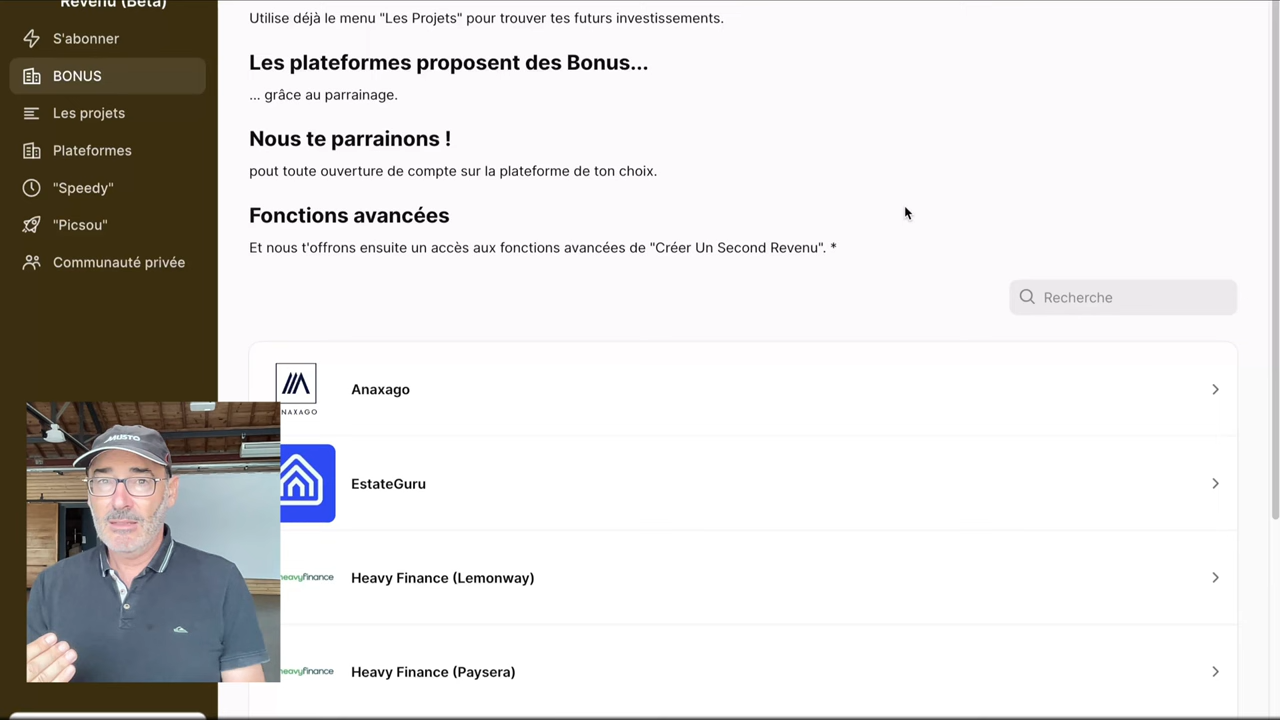 Revenu (Beta)
S'abonner
BONUS
Les projets
Plateformes
"Speedy"
"Picsou"
Communauté privée
Utilise déjà le menu "Les Projets" pour trouver tes futurs investissements.
Les plateformes proposent des Bonus...
... grâce au parrainage.
Nous te parrainons !
pout toute ouverture de compte sur la plateforme de ton choix.
Fonctions avancées
Et nous t'offrons ensuite un accès aux fonctions avancées de "Créer Un Second Revenu". *
Recherche
NAXAGO
Anaxago
EstateGuru
heavyfinance
Heavy Finance (Lemonway)
heavyfinance
Heavy Finance (Paysera)
MUSTO